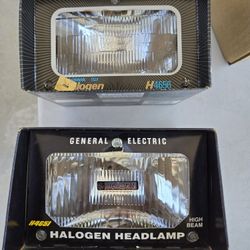 Halogen H4656
GENERAL ELECTRIC
H4651
HIGH
BEAM
HALOGEN HEADLAMP